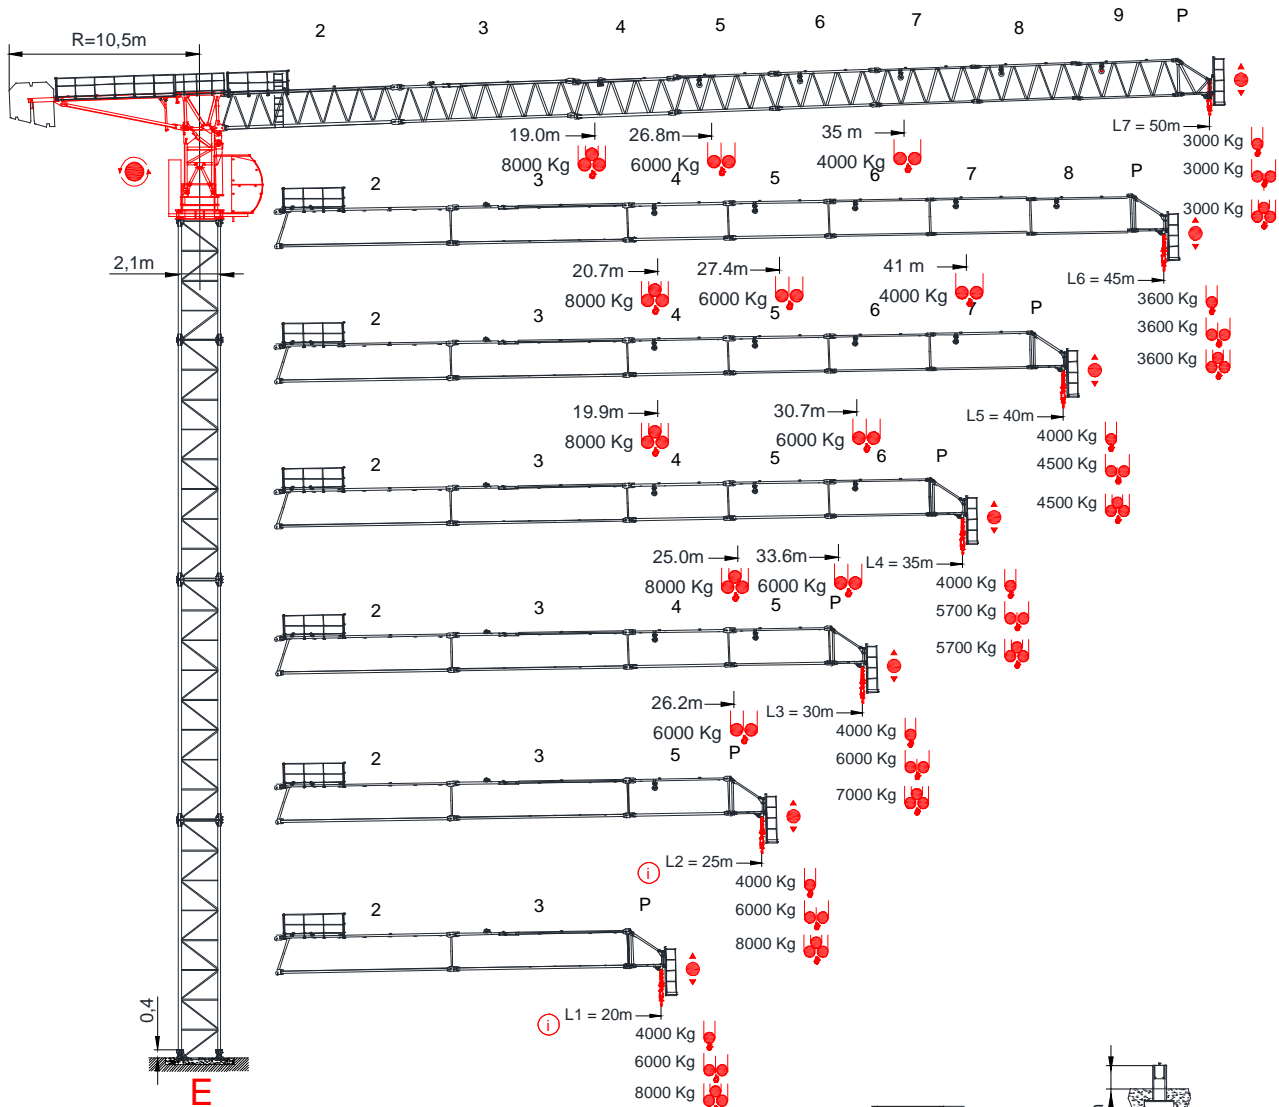 2 3 4 5 6 7 8 9 P
R=10,5m
L7 = 50m
19.0m 26.8m 35 m
8000 Kg 6000 Kg 4000 Kg
3000 Kg
3000 Kg
3000 Kg
2 3 4 5 6 7 8 P
2,1m
20.7m 27.4m 41 m
L6 = 45m
8000 Kg 6000 Kg 4000 Kg
3600 Kg
3600 Kg
3600 Kg
2 3 4 5 6 7 P
19.9m 30.7m
L5 = 40m
8000 Kg 6000 Kg
4000 Kg
4500 Kg
4500 Kg
2 3 4 5 6 P
25.0m 33.6m
L4 = 35m
8000 Kg 6000 Kg
4000 Kg
5700 Kg
5700 Kg
2 3 4 5 P
26.2m
L3 = 30m
6000 Kg
4000 Kg
6000 Kg
7000 Kg
2 3 5 P
i L2 = 25m
4000 Kg
6000 Kg
8000 Kg
2 3 P
i L1 = 20m
4000 Kg
6000 Kg
8000 Kg
0,4
E